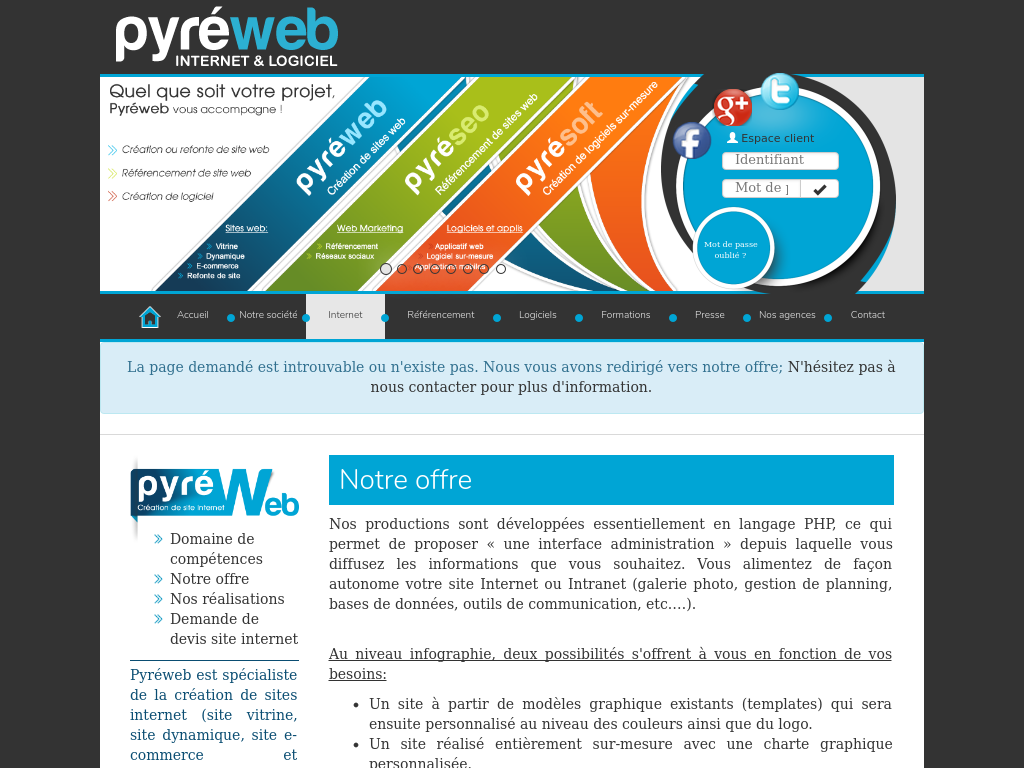 pyréweb
INTERNET & LOGICIEL
Quel que soit votre projet,
Pyréweb vous accompagne !
Création ou refonte de site web
Référencement de site web
Création de logiciel
pyréweb
Création de sites web
pyréseo
Référencement de sites web
pyrésoft
Création de logiciels sur-mesure
Sites web:
Vitrine
Dynamique
E-commerce
Refonte de site
Web Marketing
Référencement
Réseaux sociaux
Logiciels et applis
Applicatif web
Logiciel sur-mesure
Applications mobiles
Espace client
Identifiant
Mot de p
Mot de passe
oublié ?
Accueil
Notre société
Internet
Référencement
Logiciels
Formations
Presse
Nos agences
Contact
La page demandé est introuvable ou n'existe pas. Nous vous avons redirigé vers notre offre; N'hésitez pas à
nous contacter pour plus d'information.
pyréWeb
Création de site internet
Domaine de
compétences
Notre offre
Nos réalisations
Demande de
devis site internet
Pyréweb est spécialiste
de la création de sites
internet (site vitrine,
site dynamique, site e-
commerce et
Notre offre
Nos productions sont développées essentiellement en langage PHP, ce qui
permet de proposer « une interface administration » depuis laquelle vous
diffusez les informations que vous souhaitez. Vous alimentez de façon
autonome votre site Internet ou Intranet (galerie photo, gestion de planning,
bases de données, outils de communication, etc.…).
Au niveau infographie, deux possibilités s'offrent à vous en fonction de vos
besoins:
• Un site à partir de modèles graphique existants (templates) qui sera
ensuite personnalisé au niveau des couleurs ainsi que du logo.
• Un site réalisé entièrement sur-mesure avec une charte graphique
personnalisée.